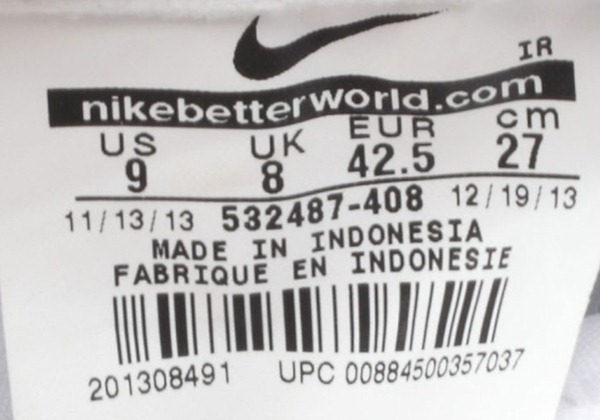 IR
nikebetterworld.com
US UK EUR cm
9 8 42.5 27
11/13/13 532487-408 12/19/13
MADE IN INDONESIA
FABRIQUE EN INDONESIE
201308491 UPC 00884500357037